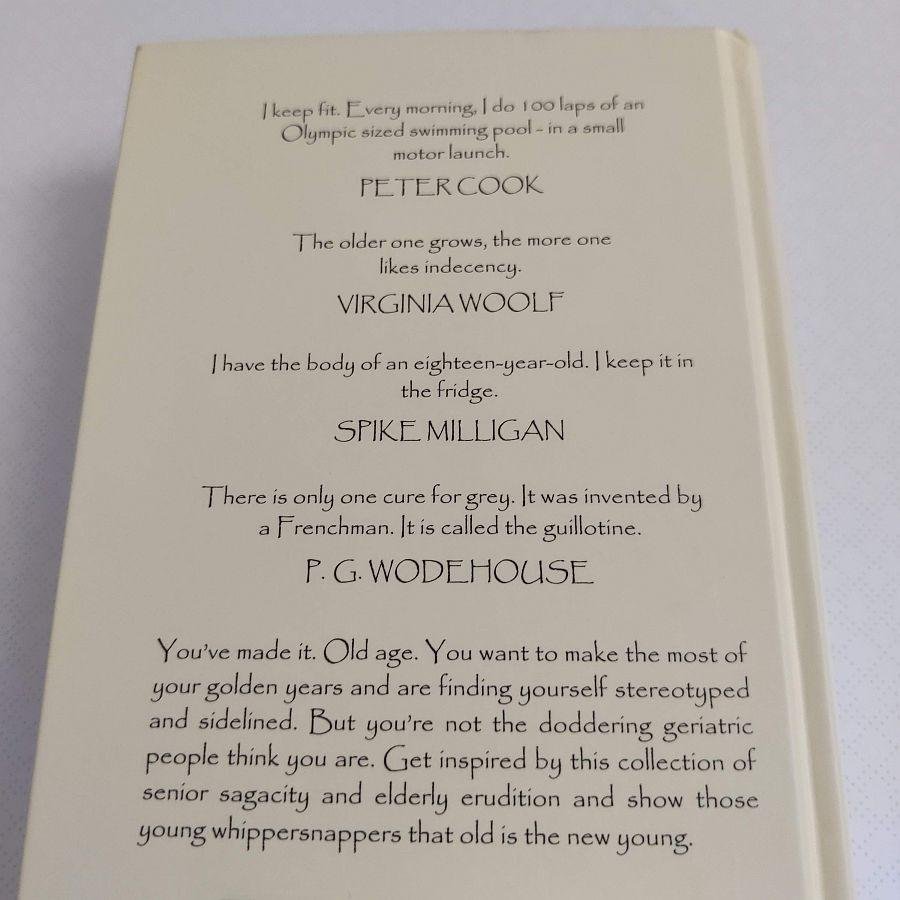 I keep fit. Every morning, I do 100 laps of an
Olympic sized swimming pool - in a small
motor launch.
PETER COOK
The older one grows, the more one
likes indecency.
VIRGINIA WOOLF
I have the body of an eighteen-year-old. I keep it in
the fridge.
SPIKE MILLIGAN
There is only one cure for grey. It was invented by
a Frenchman. It is called the guillotine.
P. G. WODEHOUSE
You've made it. Old age. You want to make the most of
your golden years and are finding yourself stereotyped
and sidelined. But you're not the doddering geriatric
people think you are. Get inspired by this collection of
senior sagacity and elderly erudition and show those
young whippersnappers that old is the new young.